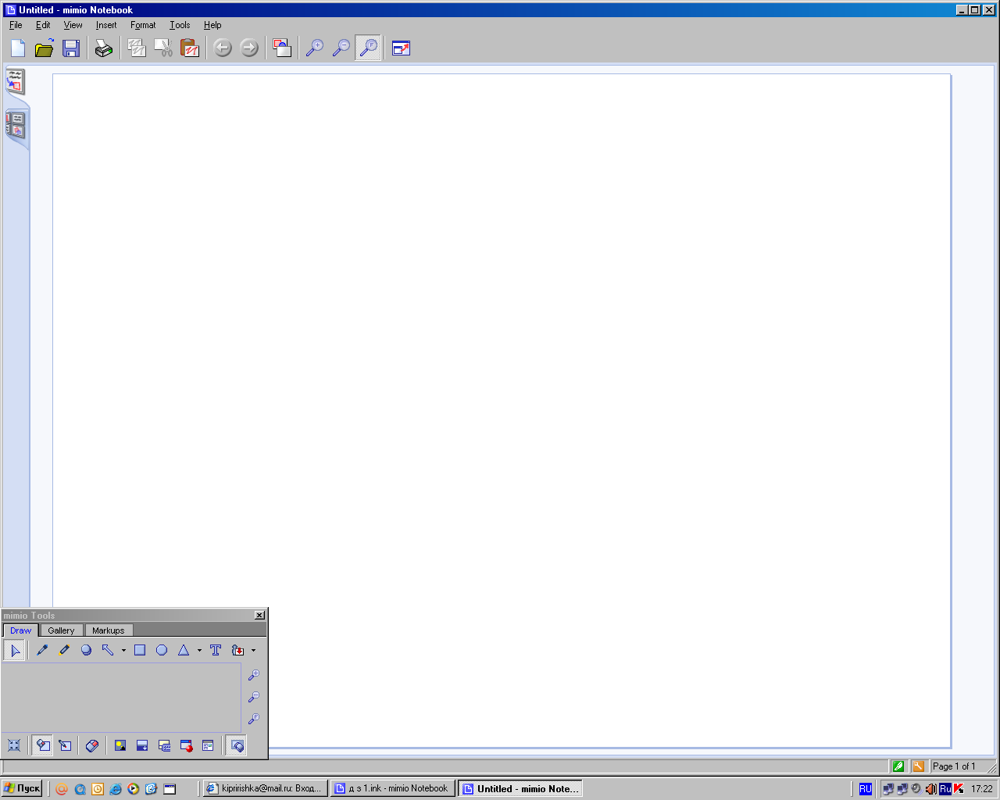 Untitled - mimio Notebook
File Edit View Insert Format Tools Help
mimio Tools
Draw Gallery Markups
Page 1 of 1
Пуск
kipririshka@mail.ru: Вход...
д з 1.ink - mimio Notebook
Untitled - mimio Note...
RU
Ru
17:22